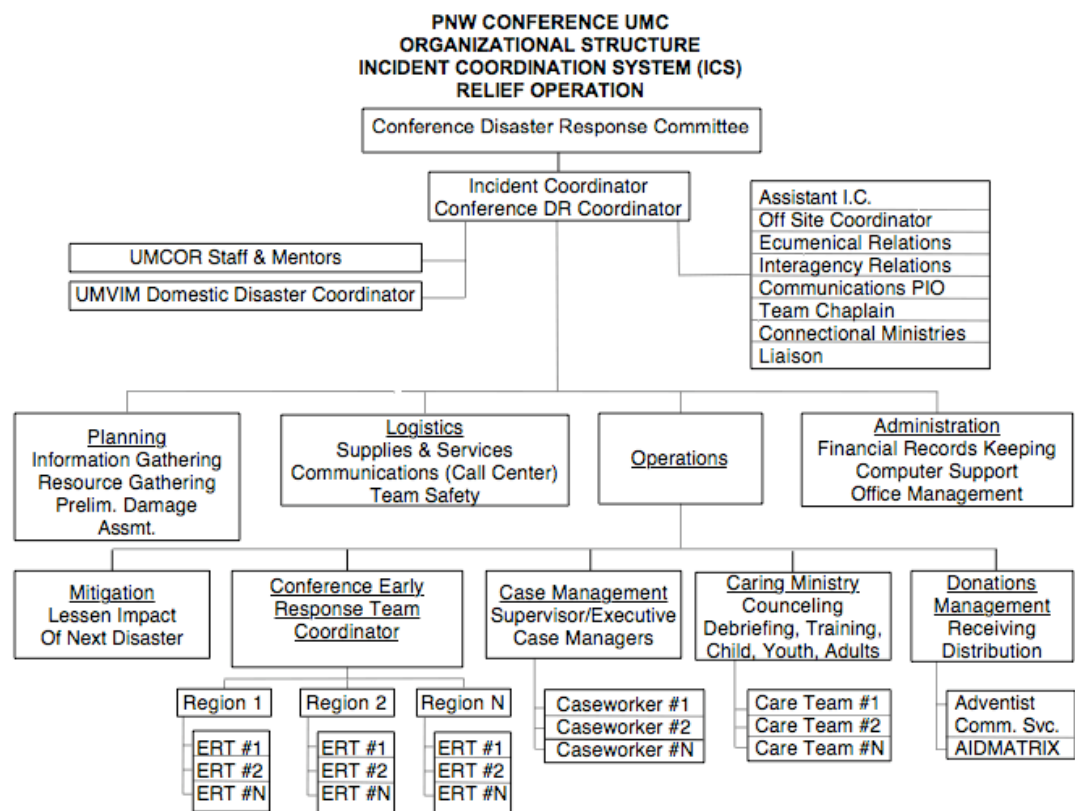 PNW CONFERENCE UMC
ORGANIZATIONAL STRUCTURE
INCIDENT COORDINATION SYSTEM (ICS)
RELIEF OPERATION
Conference Disaster Response Committee
Incident Coordinator
Conference DR Coordinator
Assistant I.C.
Off Site Coordinator
Ecumenical Relations
Interagency Relations
Communications PIO
Team Chaplain
Connectional Ministries
Liaison
UMCOR Staff & Mentors
UMVIM Domestic Disaster Coordinator
Planning
Information Gathering
Resource Gathering
Prelim. Damage
Assmt.
Logistics
Supplies & Services
Communications (Call Center)
Team Safety
Operations
Administration
Financial Records Keeping
Computer Support
Office Management
Mitigation
Lessen Impact
Of Next Disaster
Conference Early
Response Team
Coordinator
Case Management
Supervisor/Executive
Case Managers
Caring Ministry
Counceling
Debriefing, Training,
Child, Youth, Adults
Donations
Management
Receiving
Distribution
Region 1
ERT #1
ERT #2
ERT #N
Region 2
ERT #1
ERT #2
ERT #N
Region N
ERT #1
ERT #2
ERT #N
Caseworker #1
Caseworker #2
Caseworker #N
Care Team #1
Care Team #2
Care Team #N
Adventist
Comm. Svc.
AIDMATRIX